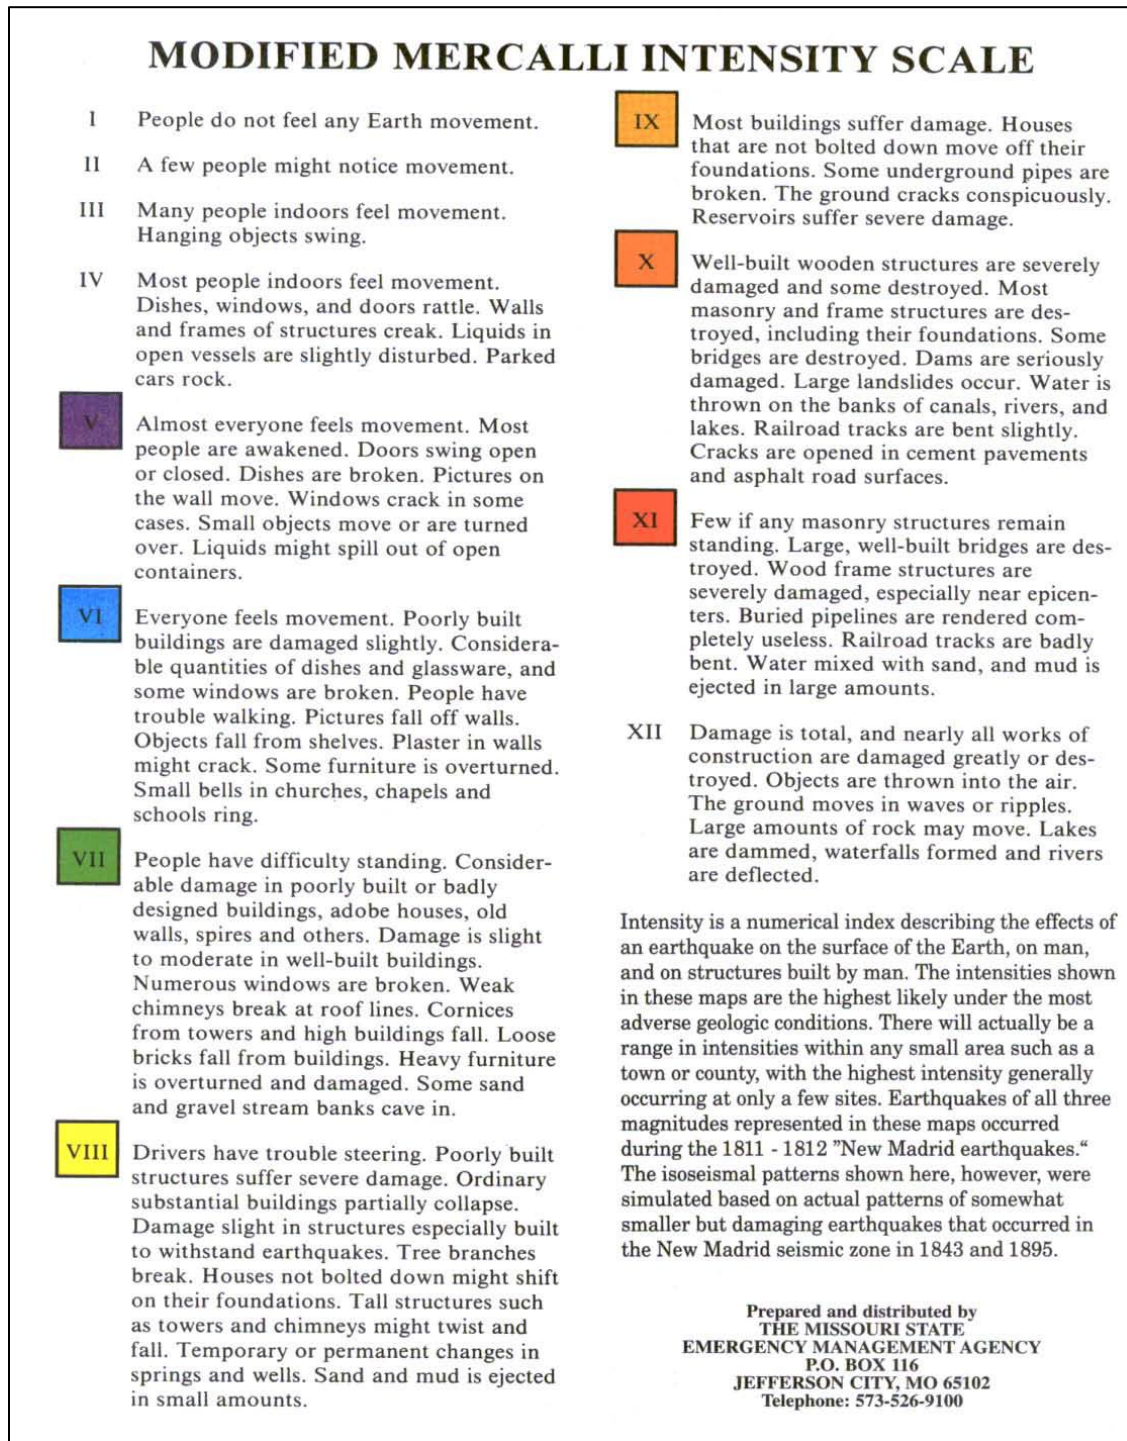 MODIFIED MERCALLI INTENSITY SCALE
I People do not feel any Earth movement.
II A few people might notice movement.
III Many people indoors feel movement.
Hanging objects swing.
IV Most people indoors feel movement.
Dishes, windows, and doors rattle. Walls
and frames of structures creak. Liquids in
open vessels are slightly disturbed. Parked
cars rock.
V Almost everyone feels movement. Most
people are awakened. Doors swing open
or closed. Dishes are broken. Pictures on
the wall move. Windows crack in some
cases. Small objects move or are turned
over. Liquids might spill out of open
containers.
VI Everyone feels movement. Poorly built
buildings are damaged slightly. Considera-
ble quantities of dishes and glassware, and
some windows are broken. People have
trouble walking. Pictures fall off walls.
Objects fall from shelves. Plaster in walls
might crack. Some furniture is overturned.
Small bells in churches, chapels and
schools ring.
VII People have difficulty standing. Consider-
able damage in poorly built or badly
designed buildings, adobe houses, old
walls, spires and others. Damage is slight
to moderate in well-built buildings.
Numerous windows are broken. Weak
chimneys break at roof lines. Cornices
from towers and high buildings fall. Loose
bricks fall from buildings. Heavy furniture
is overturned and damaged. Some sand
and gravel stream banks cave in.
VIII Drivers have trouble steering. Poorly built
structures suffer severe damage. Ordinary
substantial buildings partially collapse.
Damage slight in structures especially built
to withstand earthquakes. Tree branches
break. Houses not bolted down might shift
on their foundations. Tall structures such
as towers and chimneys might twist and
fall. Temporary or permanent changes in
springs and wells. Sand and mud is ejected
in small amounts.
IX Most buildings suffer damage. Houses
that are not bolted down move off their
foundations. Some underground pipes are
broken. The ground cracks conspicuously.
Reservoirs suffer severe damage.
X Well-built wooden structures are severely
damaged and some destroyed. Most
masonry and frame structures are des-
troyed, including their foundations. Some
bridges are destroyed. Dams are seriously
damaged. Large landslides occur. Water is
thrown on the banks of canals, rivers, and
lakes. Railroad tracks are bent slightly.
Cracks are opened in cement pavements
and asphalt road surfaces.
XI Few if any masonry structures remain
standing. Large, well-built bridges are des-
troyed. Wood frame structures are
severely damaged, especially near epicen-
ters. Buried pipelines are rendered com-
pletely useless. Railroad tracks are badly
bent. Water mixed with sand, and mud is
ejected in large amounts.
XII Damage is total, and nearly all works of
construction are damaged greatly or des-
troyed. Objects are thrown into the air.
The ground moves in waves or ripples.
Large amounts of rock may move. Lakes
are dammed, waterfalls formed and rivers
are deflected.
Intensity is a numerical index describing the effects of
an earthquake on the surface of the Earth, on man,
and on structures built by man. The intensities shown
in these maps are the highest likely under the most
adverse geologic conditions. There will actually be a
range in intensities within any small area such as a
town or county, with the highest intensity generally
occurring at only a few sites. Earthquakes of all three
magnitudes represented in these maps occurred
during the 1811 - 1812 ”New Madrid earthquakes.“
The isoseismal patterns shown here, however, were
simulated based on actual patterns of somewhat
smaller but damaging earthquakes that occurred in
the New Madrid seismic zone in 1843 and 1895.
Prepared and distributed by
THE MISSOURI STATE
EMERGENCY MANAGEMENT AGENCY
P.O. BOX 116
JEFFERSON CITY, MO 65102
Telephone: 573-526-9100